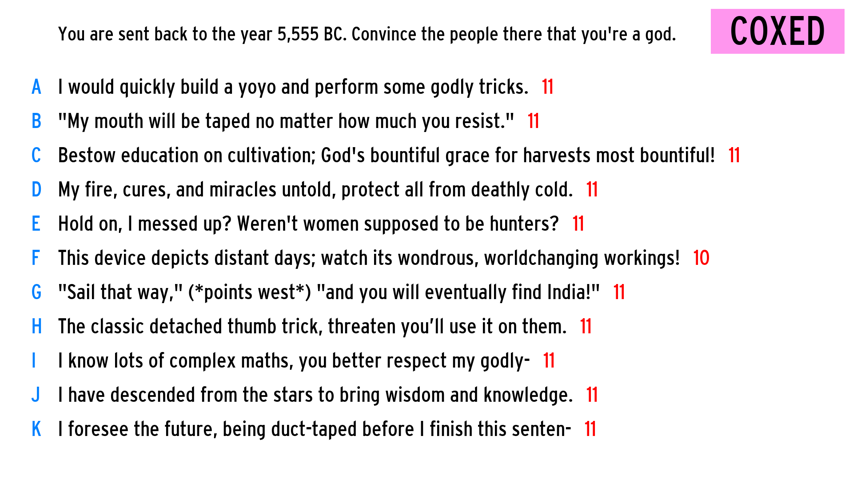 You are sent back to the year 5,555 BC. Convince the people there that you're a god.
COXED
A I would quickly build a yoyo and perform some godly tricks. 11
B "My mouth will be taped no matter how much you resist." 11
C Bestow education on cultivation; God's bountiful grace for harvests most bountiful! 11
D My fire, cures, and miracles untold, protect all from deathly cold. 11
E Hold on, I messed up? Weren't women supposed to be hunters? 11
F This device depicts distant days; watch its wondrous, worldchanging workings! 10
G "Sail that way," (*points west*) "and you will eventually find India!" 11
H The classic detached thumb trick, threaten you’ll use it on them. 11
I I know lots of complex maths, you better respect my godly- 11
J I have descended from the stars to bring wisdom and knowledge. 11
K I foresee the future, being duct-taped before I finish this senten- 11